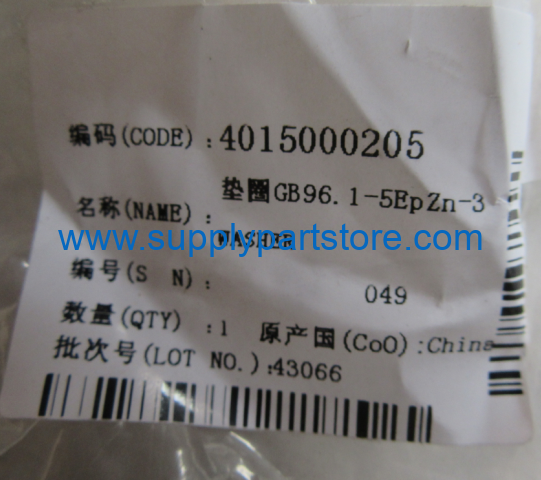 编码(CODE):4015000205
垫圈GB96.1-5EpZn-3
名称(NAME):
www.supplypartstore.com
WASHER
编号(S N): 049
数量(QTY) :1 原产国(CoO):China
批次号(LOT NO.):43066